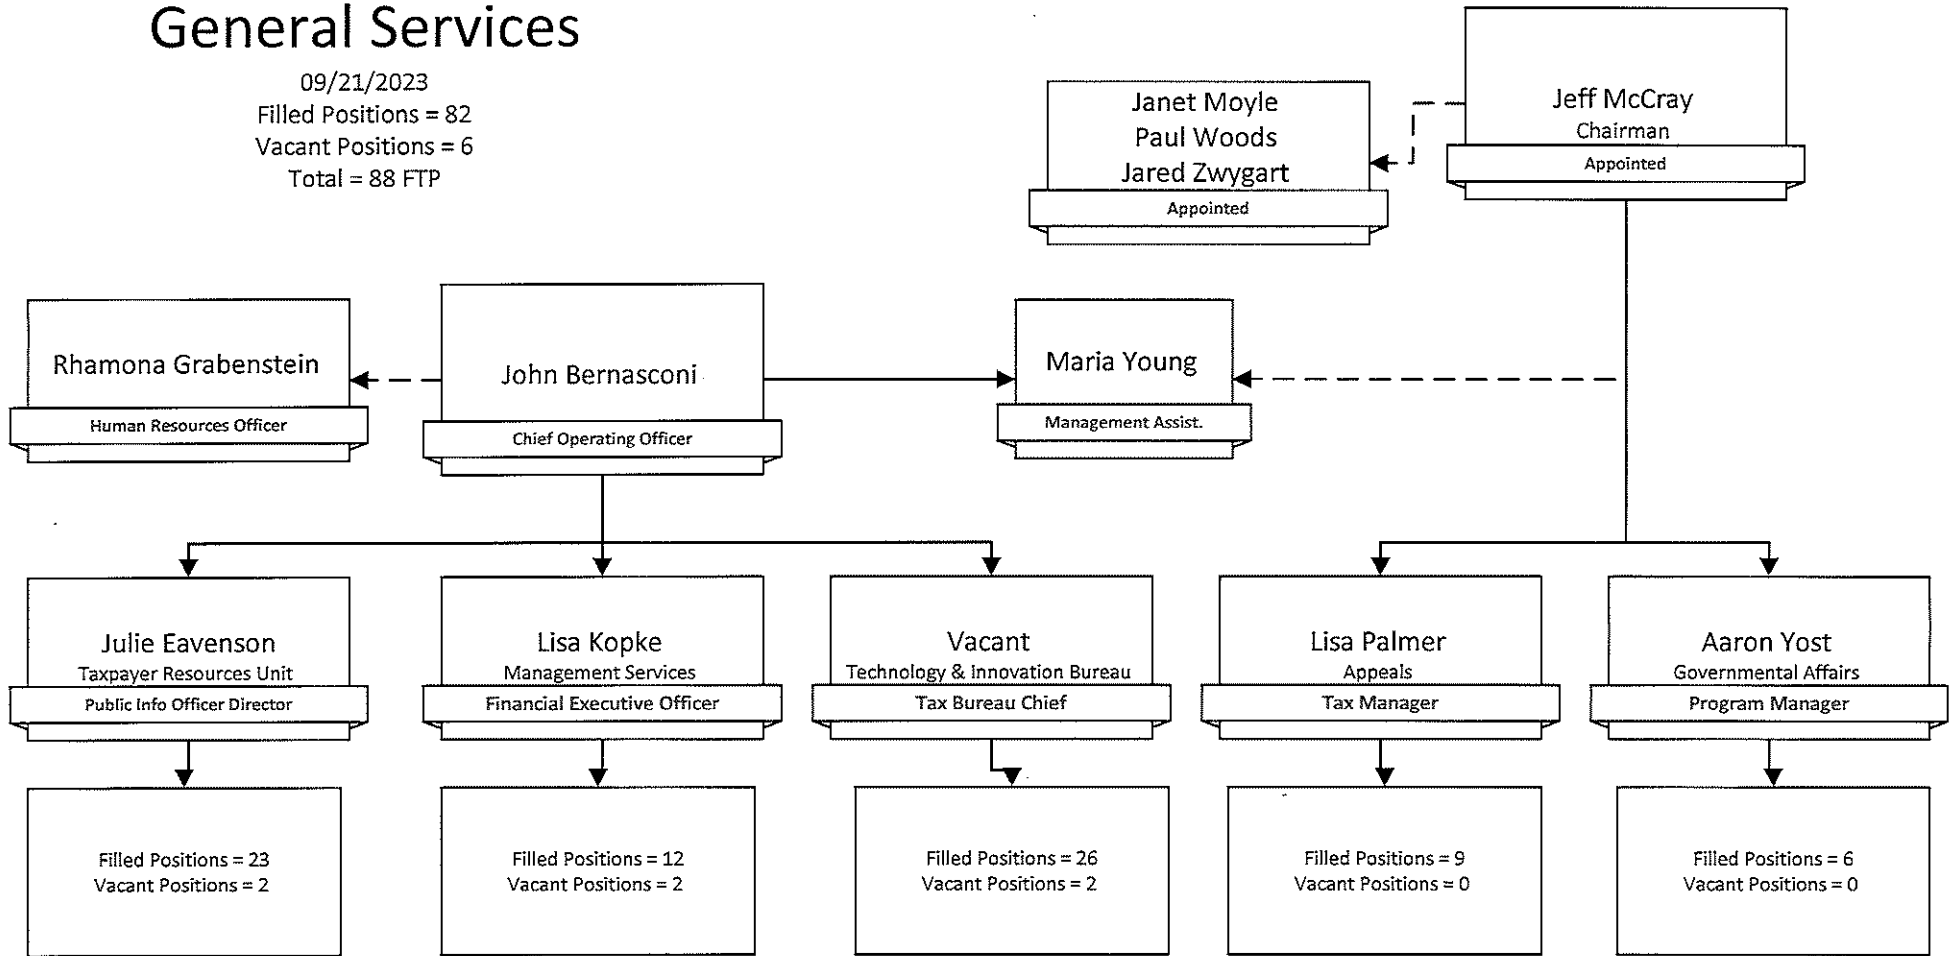 General Services
09/21/2023
Filled Positions = 82
Vacant Positions = 6
Total = 88 FTP
Janet Moyle
Paul Woods
Jared Zwygart
Appointed
Jeff McCray
Chairman
Appointed
Rhamona Grabenstein
Human Resources Officer
John Bernasconi
Chief Operating Officer
Maria Young
Management Assist.
Julie Eavenson
Taxpayer Resources Unit
Public Info Officer Director
Lisa Kopke
Management Services
Financial Executive Officer
Vacant
Technology & Innovation Bureau
Tax Bureau Chief
Lisa Palmer
Appeals
Tax Manager
Aaron Yost
Governmental Affairs
Program Manager
Filled Positions = 23
Vacant Positions = 2
Filled Positions = 12
Vacant Positions = 2
Filled Positions = 26
Vacant Positions = 2
Filled Positions = 9
Vacant Positions = 0
Filled Positions = 6
Vacant Positions = 0